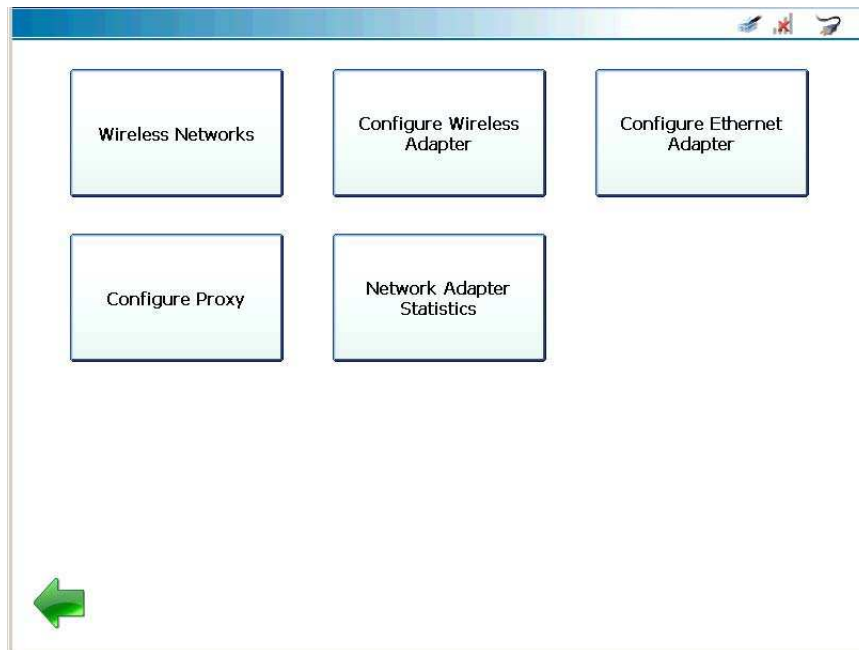 Wireless Networks
Configure Wireless
Adapter
Configure Ethernet
Adapter
Configure Proxy
Network Adapter
Statistics